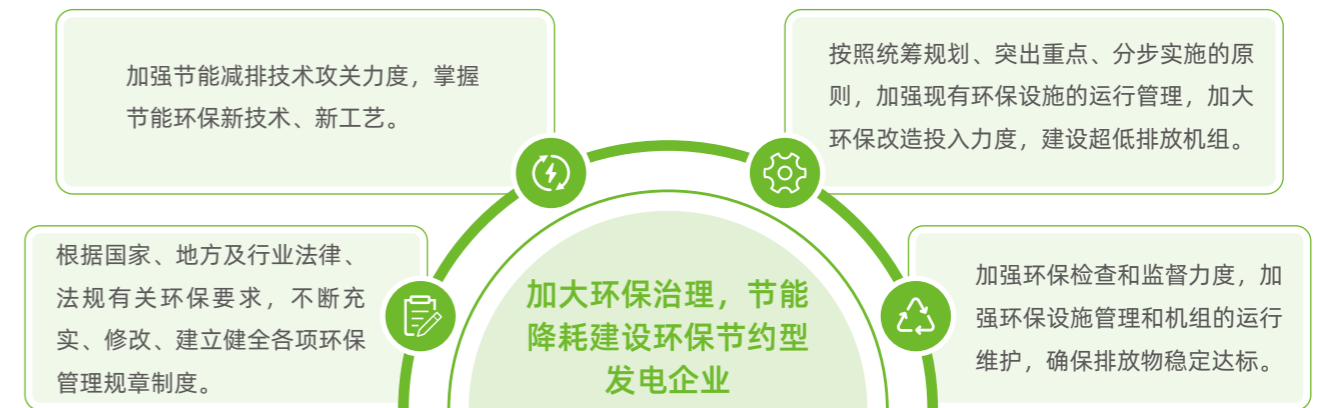 加强节能减排技术攻关力度，掌握
节能环保新技术、新工艺。
按照统筹规划、突出重点、分步实施的原
则，加强现有环保设施的运行管理，加大
环保改造投入力度，建设超低排放机组。
根据国家、地方及行业法律、
法规有关环保要求，不断充
实、修改、建立健全各项环保
管理规章制度。
加大环保治理，节能
降耗建设环保节约型
发电企业
加强环保检查和监督力度，加
强环保设施管理和机组的运行
维护，确保排放物稳定达标。